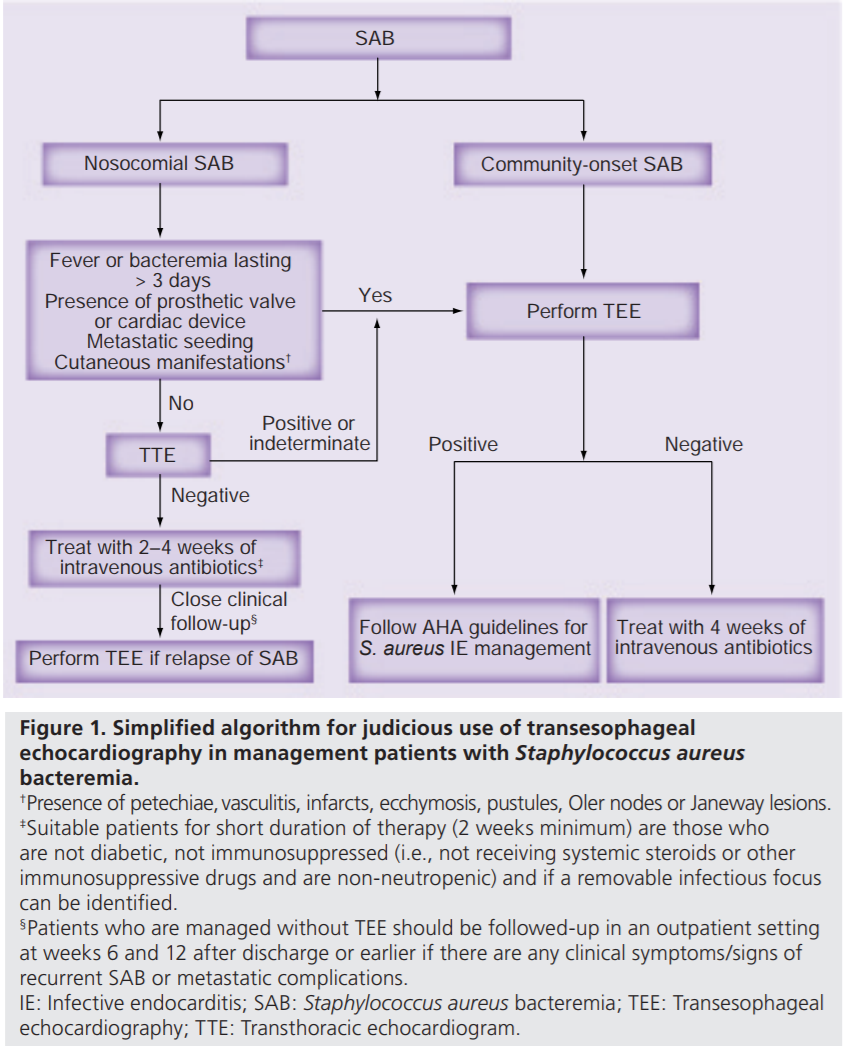 SAB
Nosocomial SAB
Community-onset SAB
Fever or bacteremia lasting
> 3 days
Presence of prosthetic valve
or cardiac device
Metastatic seeding
Cutaneous manifestations†
Yes
Perform TEE
No
Positive or
indeterminate
TTE
Positive
Negative
Negative
Treat with 2–4 weeks of
intravenous antibiotics‡
Close clinical
follow-up§
Perform TEE if relapse of SAB
Follow AHA guidelines for
S. aureus IE management
Treat with 4 weeks of
intravenous antibiotics
Figure 1. Simplified algorithm for judicious use of transesophageal
echocardiography in management patients with Staphylococcus aureus
bacteremia.
†Presence of petechiae, vasculitis, infarcts, ecchymosis, pustules, Oler nodes or Janeway lesions.
‡Suitable patients for short duration of therapy (2 weeks minimum) are those who
are not diabetic, not immunosuppressed (i.e., not receiving systemic steroids or other
immunosuppressive drugs and are non-neutropenic) and if a removable infectious focus
can be identified.
§Patients who are managed without TEE should be followed-up in an outpatient setting
at weeks 6 and 12 after discharge or earlier if there are any clinical symptoms/signs of
recurrent SAB or metastatic complications.
IE: Infective endocarditis; SAB: Staphylococcus aureus bacteremia; TEE: Transesophageal
echocardiography; TTE: Transthoracic echocardiogram.